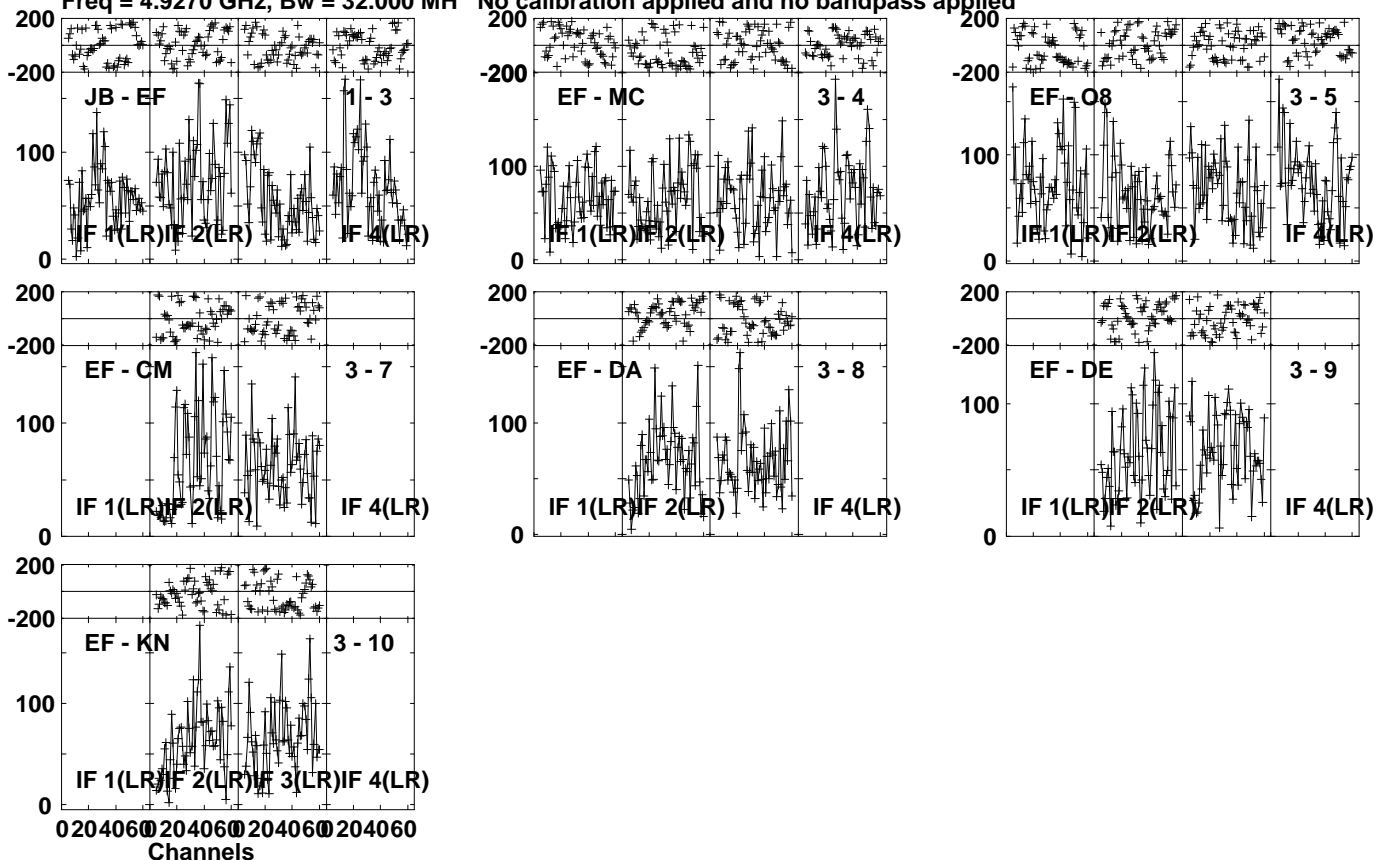 Freq = 4.9270 GHz, Bw = 32.000 MH No calibration applied and no bandpass applied
200
-200
JB - EF 1 - 3
100
0
IF 1(LR) IF 2(LR) IF 4(LR)
200
-200
EF - MC 3 - 4
100
0
IF 1(LR) IF 2(LR) IF 4(LR)
200
-200
EF - O8 3 - 5
100
0
IF 1(LR) IF 2(LR) IF 4(LR)
200
-200
EF - CM 3 - 7
100
0
IF 1(LR) IF 2(LR) IF 4(LR)
200
-200
EF - DA 3 - 8
100
0
IF 1(LR) IF 2(LR) IF 4(LR)
200
-200
EF - DE 3 - 9
100
0
IF 1(LR) IF 2(LR) IF 4(LR)
200
-200
EF - KN 3 - 10
100
0
IF 1(LR) IF 2(LR) IF 3(LR) IF 4(LR)
0 20 40 60 0 20 40 60 0 20 40 60 0 20 40 60
Channels